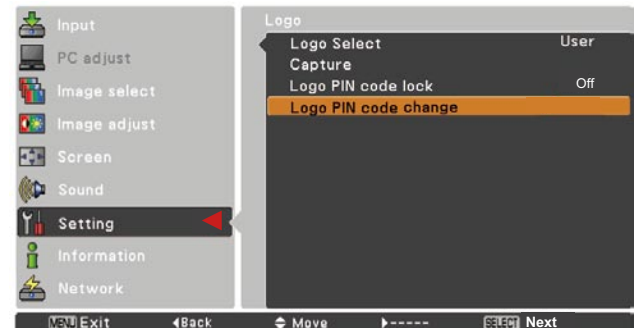 Input
PC adjust
Image select
Image adjust
Screen
Sound
Setting
Information
Network
Logo
Logo Select User
Capture
Logo PIN code lock Off
Logo PIN code change
MENU Exit ◀Back Move ▶----- SELECT Next